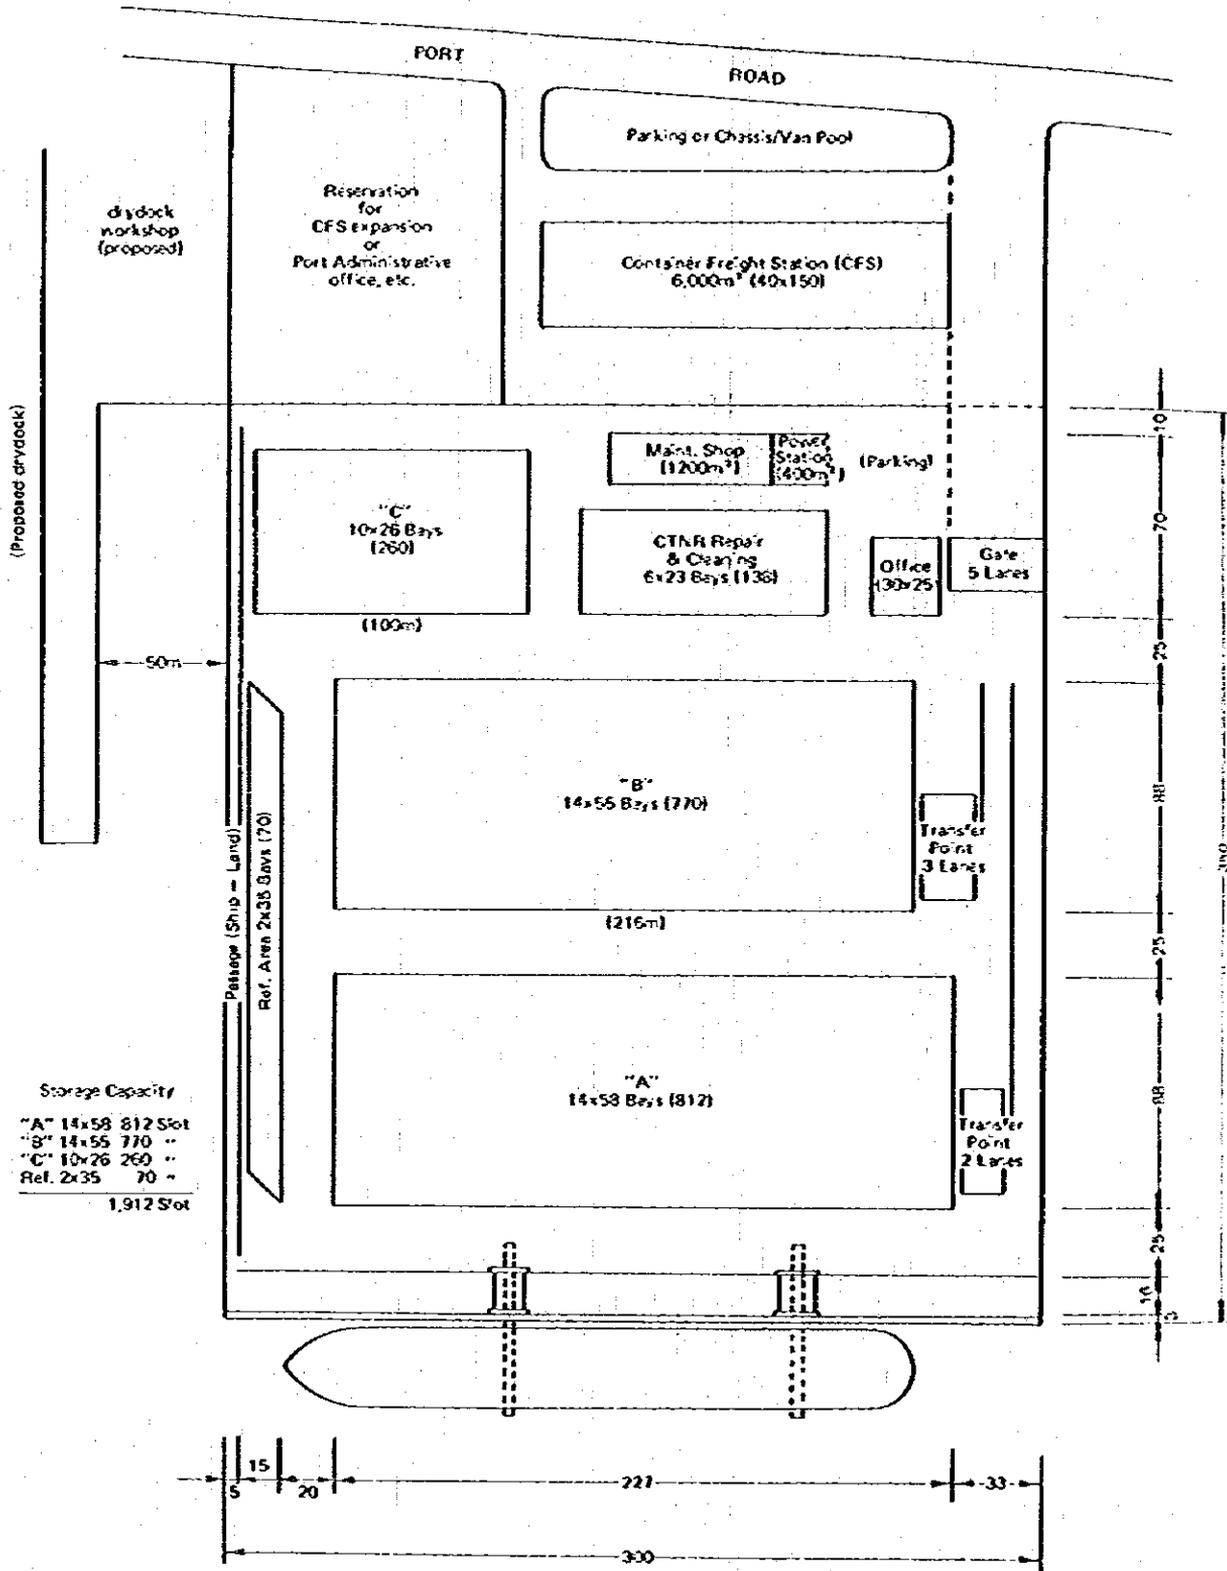 PORT
ROAD
Parking or Chassis/Van Pool
drydock
workshop
(proposed)
Reservation
for
CFS expansion
or
Port Administrative
office, etc.
Container Freight Station (CFS)
6,000m² (40x150)
(Proposed drydock)
Maint. Shop
(1200m²)
Power
Station
(400m²)
(Parking)
"C"
10x26 Bays
(260)
(100m)
CTNR Repair
& Cleaning
6x23 Bays (138)
Office
(30x25)
Gate
5 Lanes
50m
"B"
14x55 Bays (770)
(216m)
Transfer
Point
3 Lanes
Passage (Ship – Land)
Ref. Area 2x35 Bays (70)
"A"
14x58 Bays (812)
Transfer
Point
2 Lanes
Storage Capacity
"A" 14x58 812 Slot
"B" 14x55 770 "
"C" 10x26 260 "
Ref. 2x35 70 "
1,912 Slot
10
70
25
88
25
88
25
16
3
350
5
15
20
227
33
300